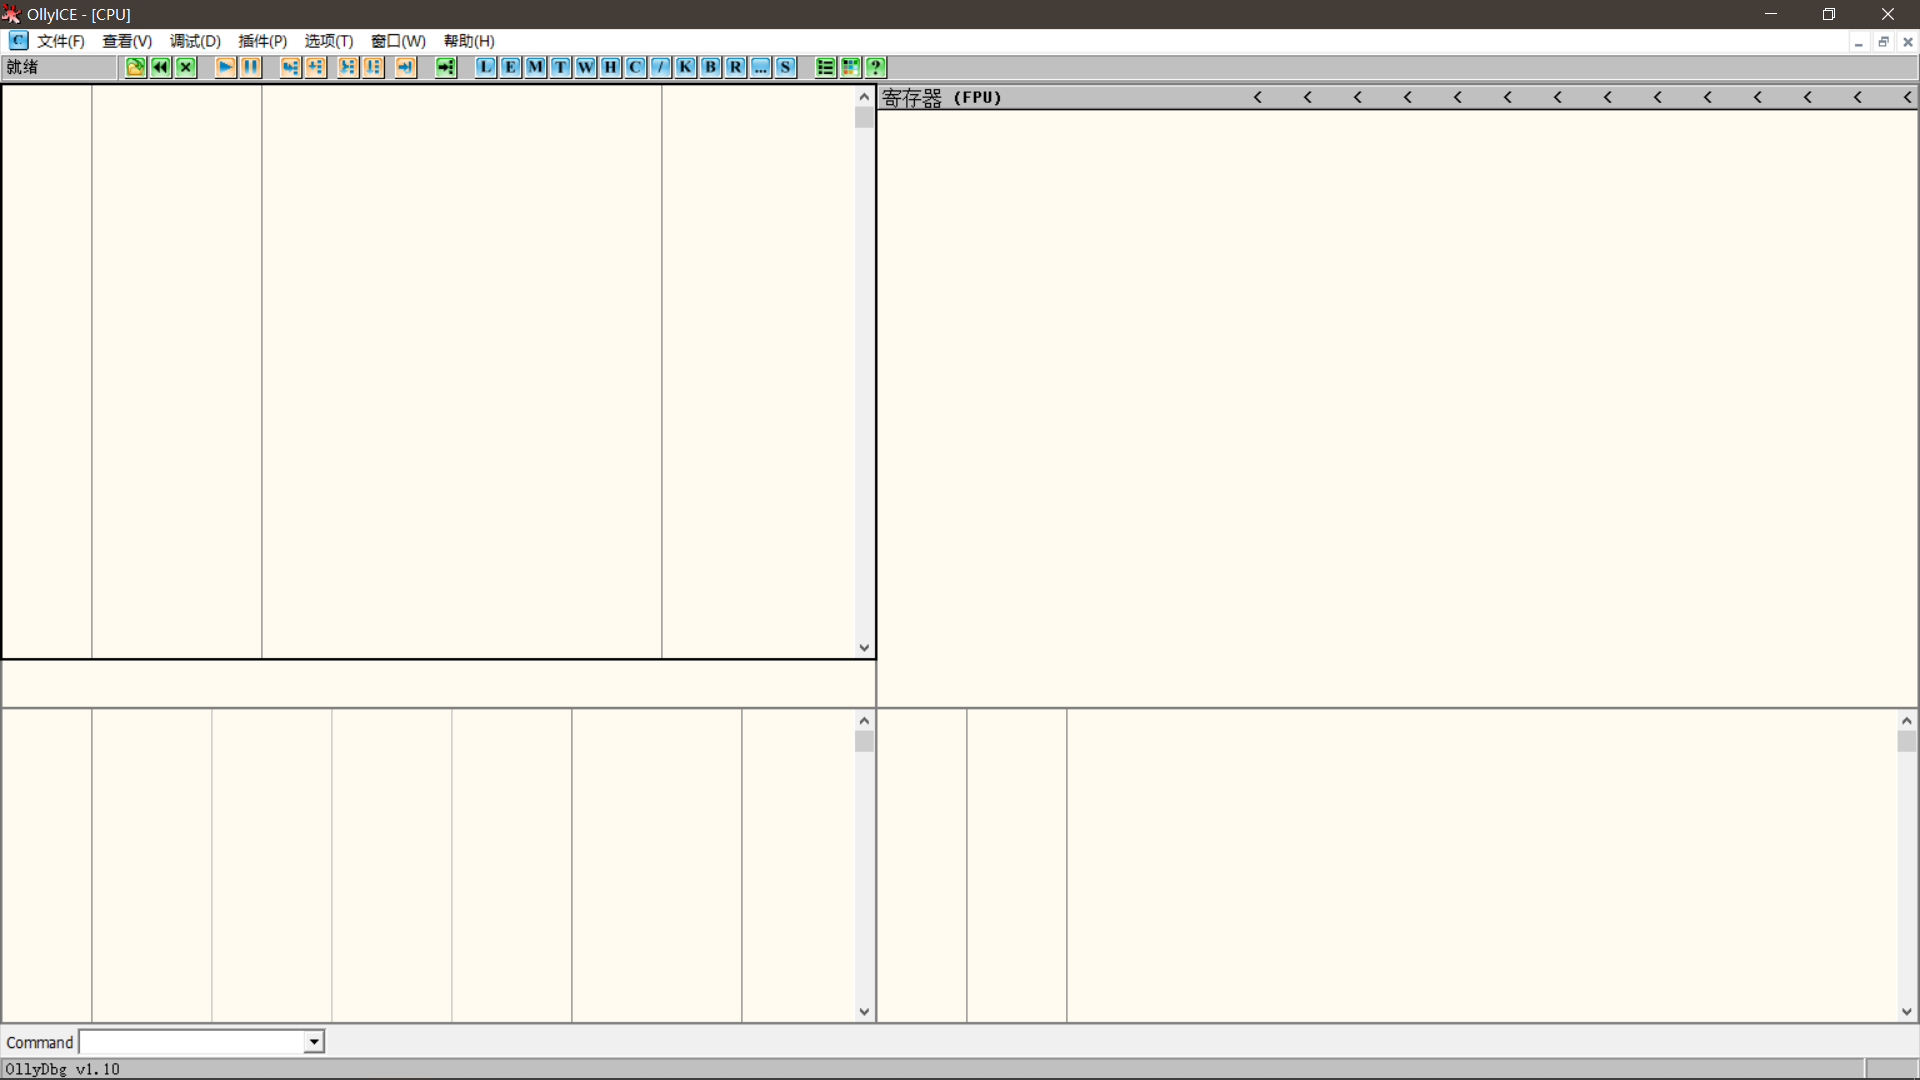 OllyICE - [CPU]
C 文件(F) 查看(V) 调试(D) 插件(P) 选项(T) 窗口(W) 帮助(H)
就绪 L E M T W H C / K B R ... S ?
寄存器 (FPU) < < < < < < < < < < < < < <
Command
OllyDbg v1.10